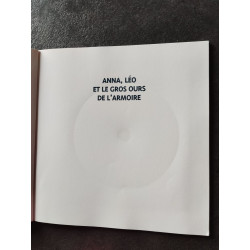 ANNA, LÉO
ET LE GROS OURS
DE L'ARMOIRE